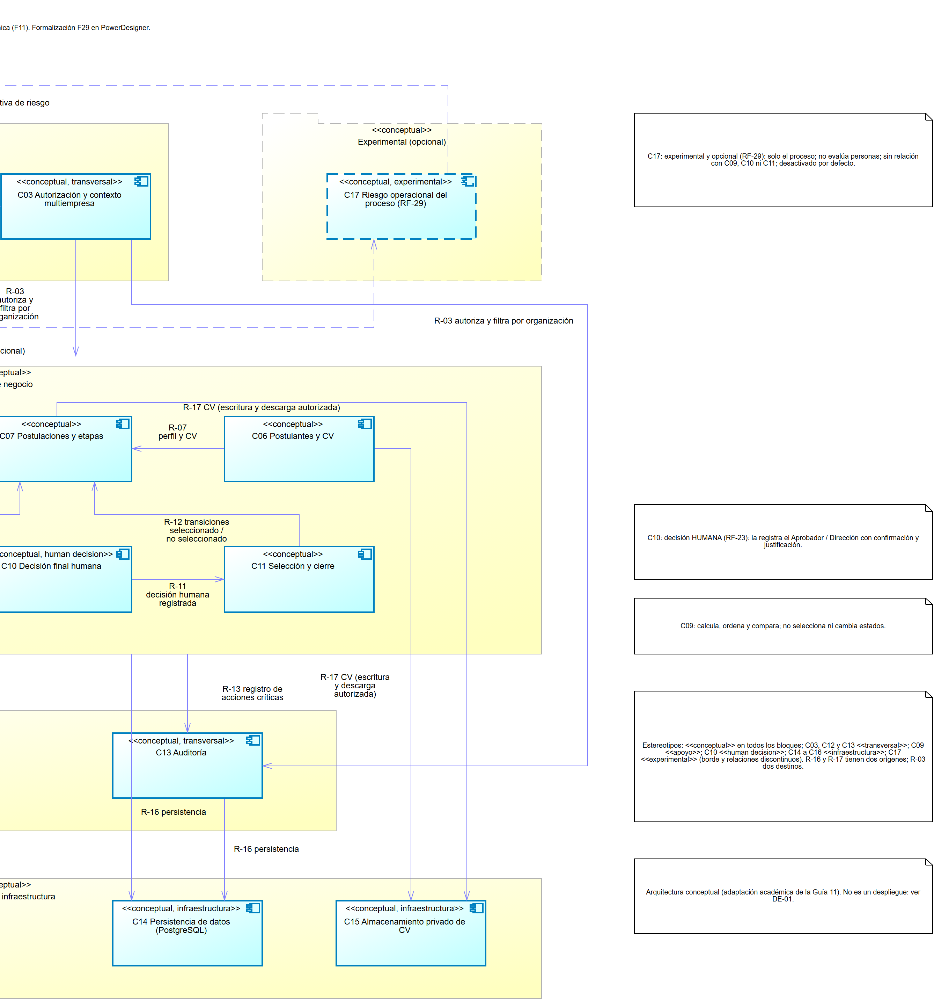 ica (F11). Formalización F29 en PowerDesigner.
tiva de riesgo
<<conceptual>>
Experimental (opcional)
C17: experimental y opcional (RF-29): solo el proceso; no evalúa personas; sin relación
con C09, C10 ni C11; desactivado por defecto.
<<conceptual, transversal>>
C03 Autorización y contexto
multiempresa
<<conceptual, experimental>>
C17 Riesgo operacional del
proceso (RF-29)
R-03
autoriza y
filtra por
ganización
R-03 autoriza y filtra por organización
cional)
eptual>>
e negocio
R-17 CV (escritura y descarga autorizada)
<<conceptual>>
C07 Postulaciones y etapas
R-07
perfil y CV
<<conceptual>>
C06 Postulantes y CV
R-12 transiciones
seleccionado /
no seleccionado
C10: decisión HUMANA (RF-23): la registra el Aprobador / Dirección con confirmación y
justificación.
conceptual, human decision>>
C10 Decisión final humana
<<conceptual>>
C11 Selección y cierre
R-11
decisión humana
registrada
C09: calcula, ordena y compara; no selecciona ni cambia estados.
R-13 registro de
acciones críticas
R-17 CV (escritura
y descarga
autorizada)
<<conceptual, transversal>>
C13 Auditoría
Estereotipos: <<conceptual>> en todos los bloques; C03, C12 y C13 <<transversal>>; C09
<<apoyo>>; C10 <<human decision>>; C14 a C16 <<infraestructura>>; C17
<<experimental>> (borde y relaciones discontinuos). R-16 y R-17 tienen dos orígenes; R-03
dos destinos.
R-16 persistencia
R-16 persistencia
eptual>>
infraestructura
<<conceptual, infraestructura>>
C14 Persistencia de datos
(PostgreSQL)
<<conceptual, infraestructura>>
C15 Almacenamiento privado de
CV
Arquitectura conceptual (adaptación académica de la Guía 11). No es un despliegue: ver
DE-01.